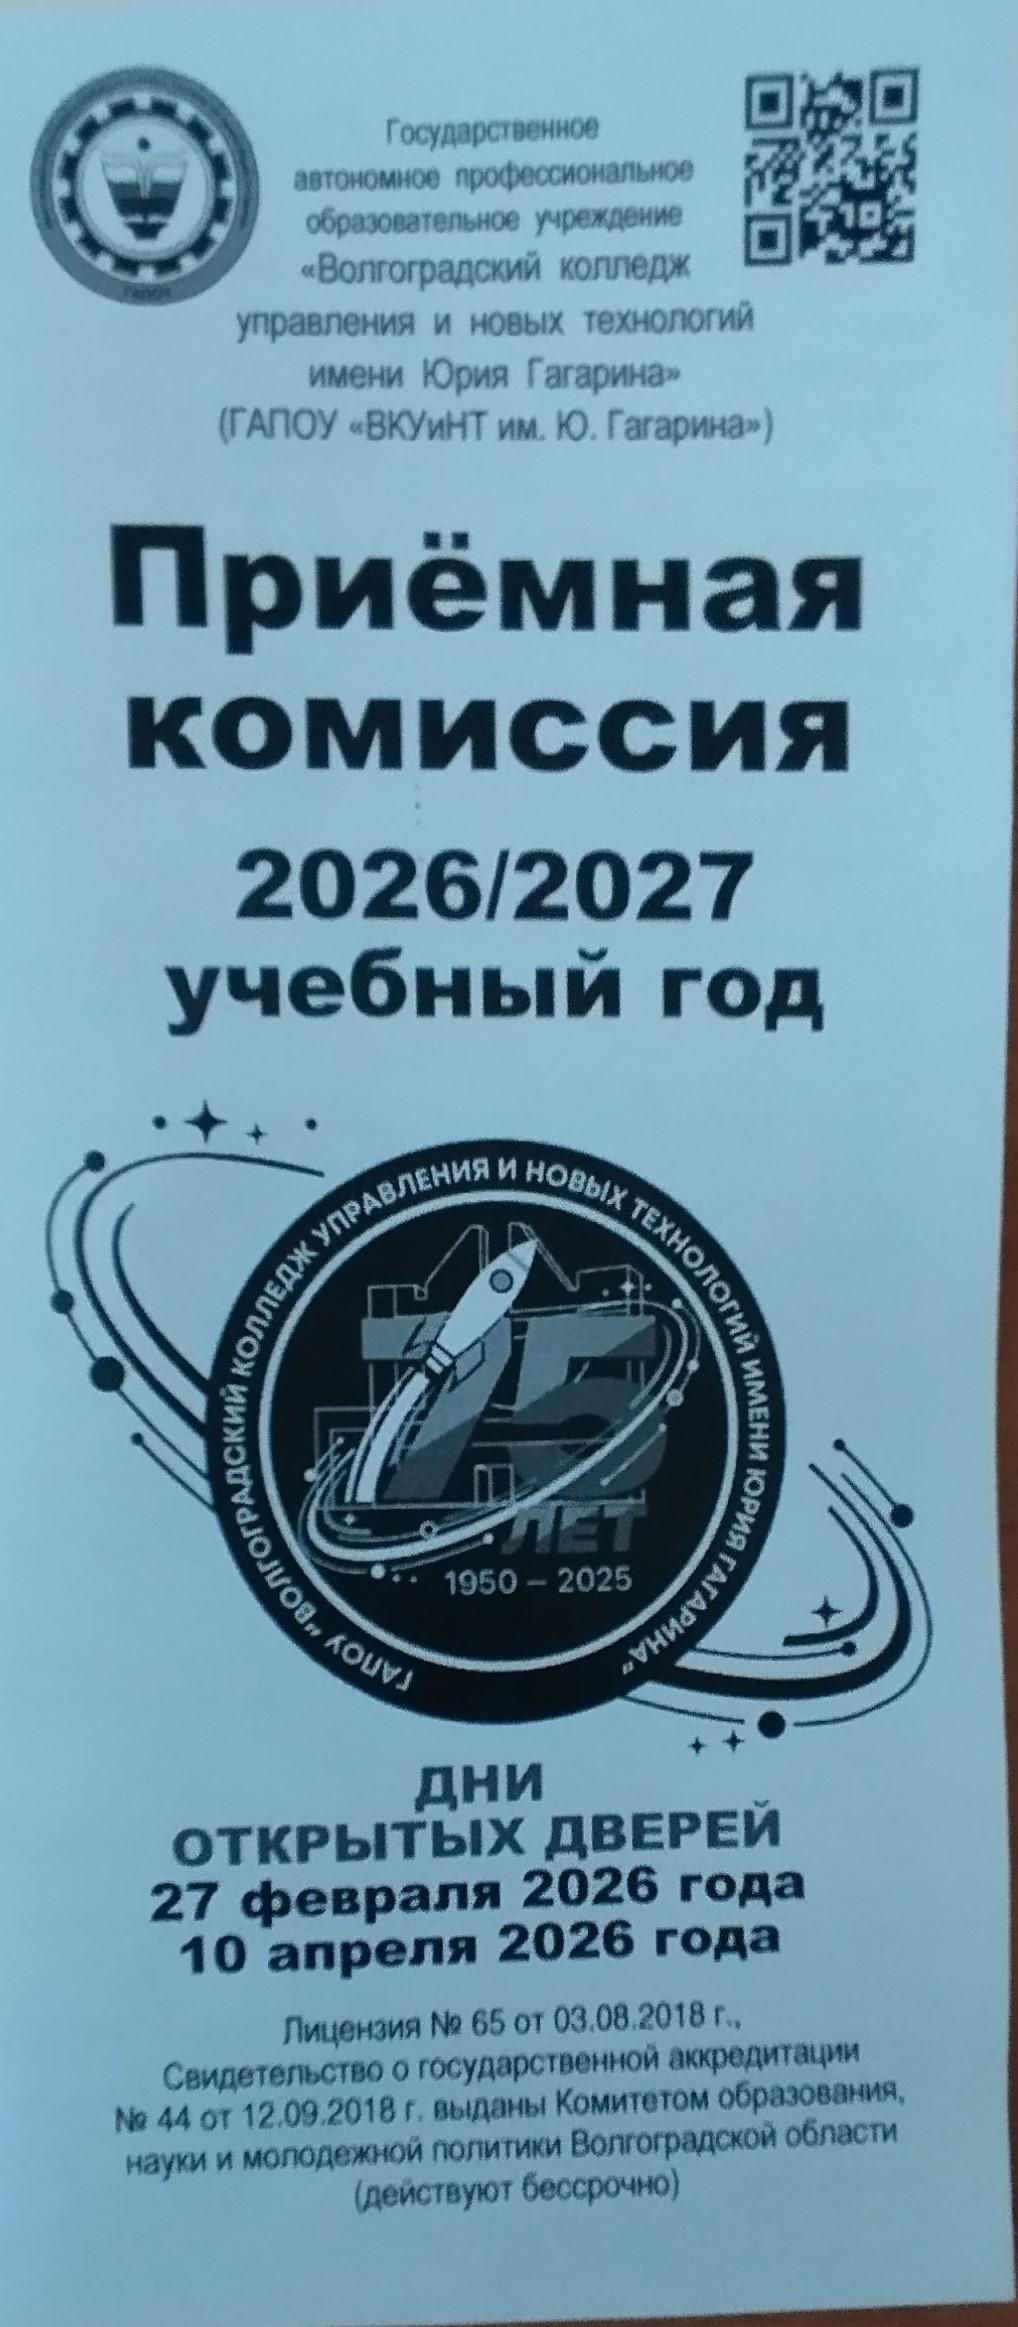 Государственное
автономное профессиональное
образовательное учреждение
«Волгоградский колледж
управления и новых технологий
имени Юрия Гагарина»
(ГАПОУ «ВКУиНТ им. Ю. Гагарина»)
Приёмная
комиссия
2026/2027
учебный год
ГАПОУ "ВОЛГОГРАДСКИЙ КОЛЛЕДЖ УПРАВЛЕНИЯ И НОВЫХ ТЕХНОЛОГИЙ ИМЕНИ ЮРИЯ ГАГАРИНА"
75
ЛЕТ
1950 – 2025
ДНИ
ОТКРЫТЫХ ДВЕРЕЙ
27 февраля 2026 года
10 апреля 2026 года
Лицензия № 65 от 03.08.2018 г.,
Свидетельство о государственной аккредитации
№ 44 от 12.09.2018 г. выданы Комитетом образования,
науки и молодежной политики Волгоградской области
(действуют бессрочно)